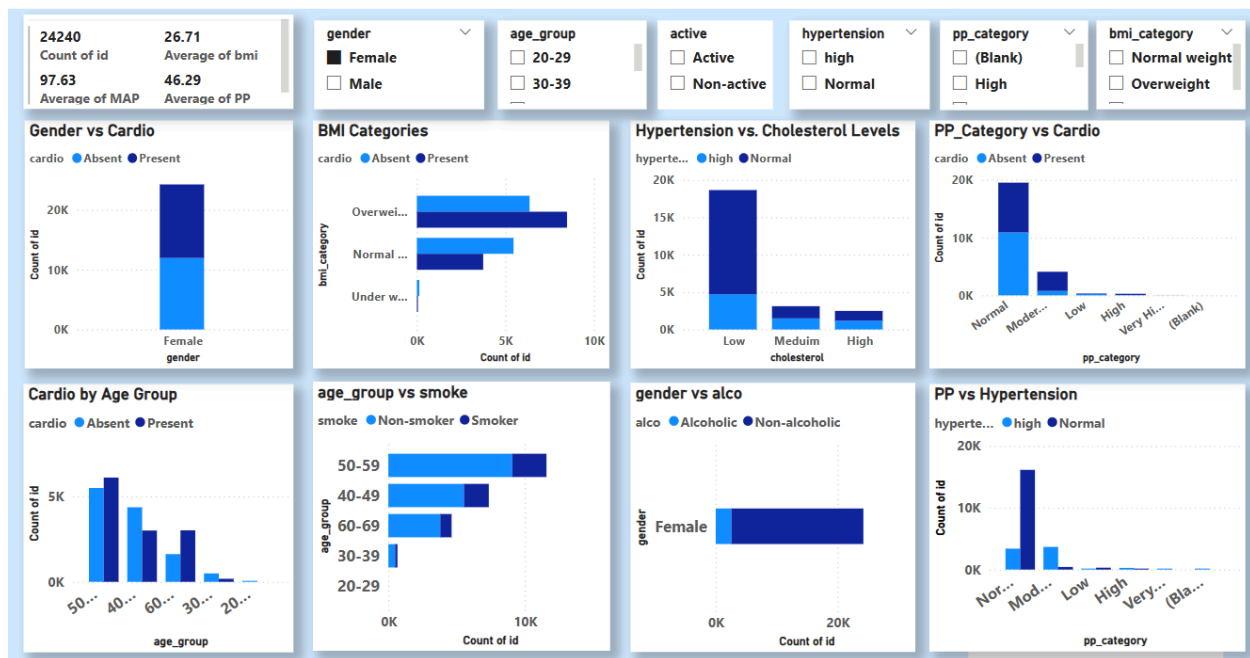 24240 26.71
Count of id Average of bmi
97.63 46.29
Average of MAP Average of PP
gender
Female
Male
age_group
20-29
30-39
active
Active
Non-active
hypertension
high
Normal
pp_category
(Blank)
High
bmi_category
Normal weight
Overweight
Gender vs Cardio
cardio Absent Present
20K
10K
0K
Count of id
Female
gender
BMI Categories
cardio Absent Present
bmi_category
Overwei...
Normal ...
Under w...
0K 5K 10K
Count of id
Hypertension vs. Cholesterol Levels
hyperte... high Normal
20K
15K
10K
5K
0K
Count of id
Low Meduim High
cholesterol
PP_Category vs Cardio
cardio Absent Present
20K
10K
0K
Count of id
Normal Moder... Low High Very Hi... (Blank)
pp_category
Cardio by Age Group
cardio Absent Present
5K
0K
Count of id
50... 40... 60... 30... 20...
age_group
age_group vs smoke
smoke Non-smoker Smoker
age_group
50-59
40-49
60-69
30-39
20-29
0K 10K
Count of id
gender vs alco
alco Alcoholic Non-alcoholic
gender
Female
0K 20K
Count of id
PP vs Hypertension
hyperte... high Normal
20K
10K
0K
Count of id
Nor... Mod... Low High Very... (Bla...
pp_category